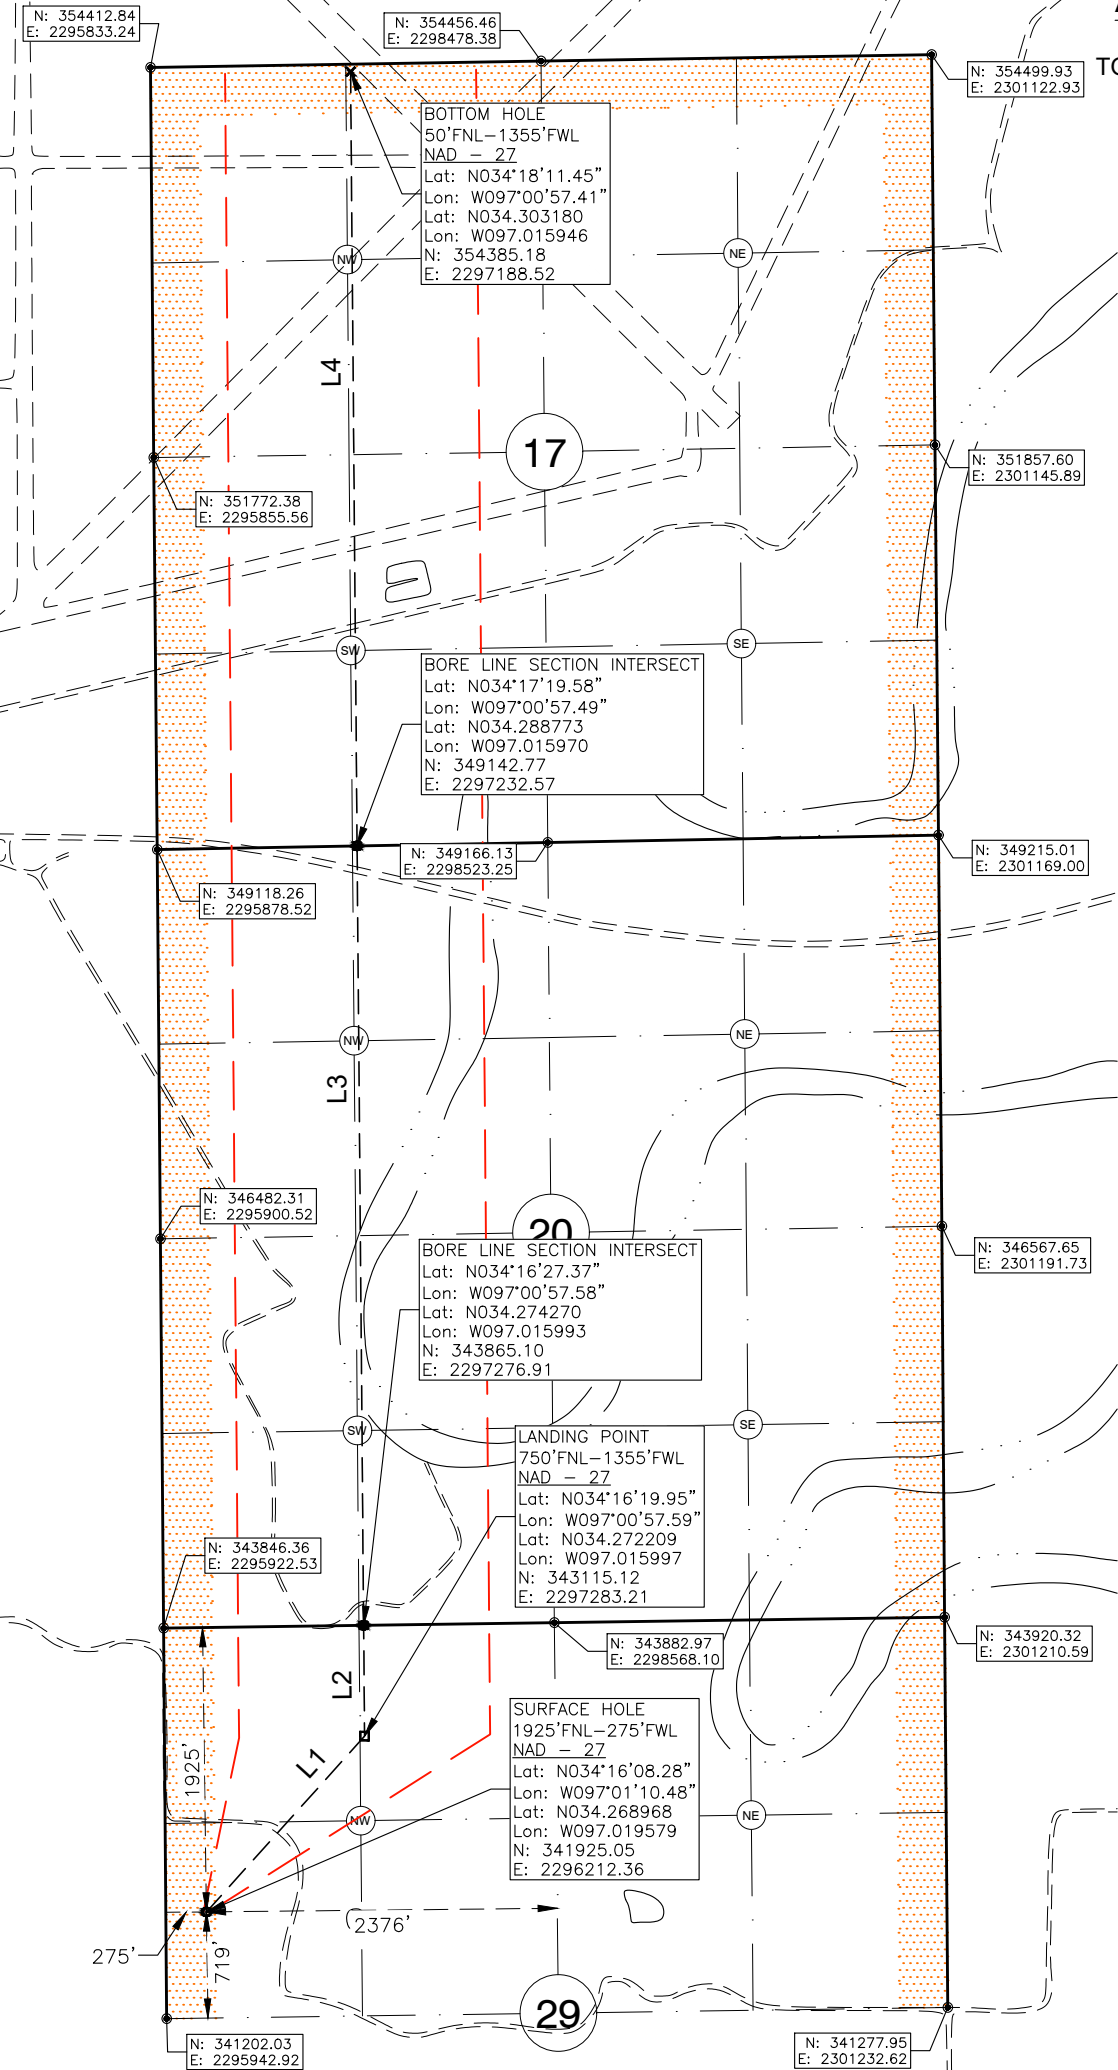 N: 354412.84
E: 2295833.24
N: 354456.46
E: 2298478.38
N: 354499.93
E: 2301122.93
TO
BOTTOM HOLE
50'FNL-1355'FWL
NAD - 27
Lat: N034°18'11.45"
Lon: W097°00'57.41"
Lat: N034.303180
Lon: W097.015946
N: 354385.18
E: 2297188.52
NW
NE
L4
17
N: 351772.38
E: 2295855.56
N: 351857.60
E: 2301145.89
SW
SE
BORE LINE SECTION INTERSECT
Lat: N034°17'19.58"
Lon: W097°00'57.49"
Lat: N034.288773
Lon: W097.015970
N: 349142.77
E: 2297232.57
N: 349166.13
E: 2298523.25
N: 349215.01
E: 2301169.00
N: 349118.26
E: 2295878.52
NW
NE
L3
N: 346482.31
E: 2295900.52
20
N: 346567.65
E: 2301191.73
BORE LINE SECTION INTERSECT
Lat: N034°16'27.37"
Lon: W097°00'57.58"
Lat: N034.274270
Lon: W097.015993
N: 343865.10
E: 2297276.91
SW
SE
LANDING POINT
750'FNL-1355'FWL
NAD - 27
Lat: N034°16'19.95"
Lon: W097°00'57.59"
Lat: N034.272209
Lon: W097.015997
N: 343115.12
E: 2297283.21
N: 343846.36
E: 2295922.53
N: 343882.97
E: 2298568.10
N: 343920.32
E: 2301210.59
L2
SURFACE HOLE
1925'FNL-275'FWL
NAD - 27
Lat: N034°16'08.28"
Lon: W097°01'10.48"
Lat: N034.268968
Lon: W097.019579
N: 341925.05
E: 2296212.36
1925'
L1
NW
NE
2376'
275'
719'
29
N: 341202.03
E: 2295942.92
N: 341277.95
E: 2301232.62